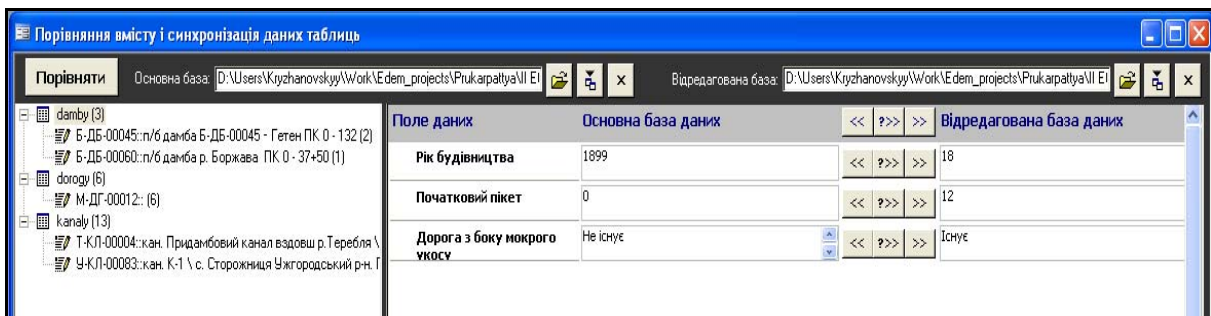 Порівняння вмісту і синхронізація даних таблиць
Порівняти Основна база: D:\Users\Kryzhanovskyy\Work\Edem_projects\Prukarpattya\II x Відредагована база: D:\Users\Kryzhanovskyy\Work\Edem_projects\Prukarpattya\II x
damby (3)
Б-ДБ-00045::п/б дамба Б-ДБ-00045 - Гетен ПК 0 - 132 (2)
Б-ДБ-00060::п/б дамба р. Боржава ПК 0 - 37+50 (1)
dorogy (6)
М-ДГ-00012:: (6)
kanaly (13)
Т-КЛ-00004::кан. Придамбовий канал вздовш р.Теребля \
У-КЛ-00083::кан. К-1 \ с. Сторожниця Ужгородський р-н.
Поле даних Основна база даних << ?>> >> Відредагована база даних
Рік будівництва 1899 << ?>> >> 18
Початковий пікет 0 << ?>> >> 12
Дорога з боку мокрого Не існує << ?>> >> Існує
укосу